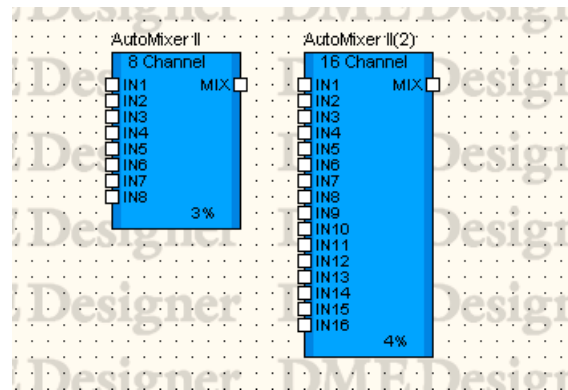 AutoMixer II
8 Channel
IN1 MIX
IN2
IN3
IN4
IN5
IN6
IN7
IN8
3%
AutoMixer II(2)
16 Channel
IN1 MIX
IN2
IN3
IN4
IN5
IN6
IN7
IN8
IN9
IN10
IN11
IN12
IN13
IN14
IN15
IN16
4%
DME Designer